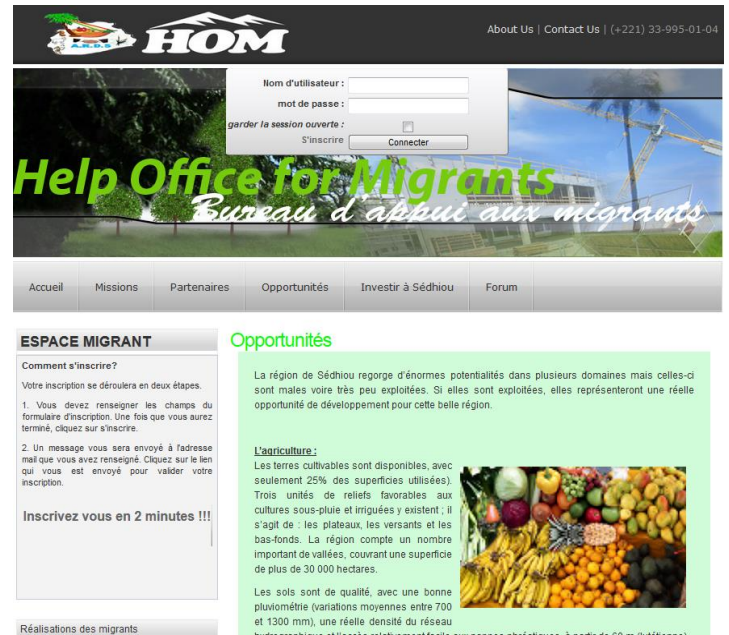 A.R.D.S
HOM
About Us | Contact Us | (+221) 33-995-01-04
Nom d'utilisateur :
mot de passe :
garder la session ouverte :
S'inscrire
Connecter
Help Office for Migrants
Bureau d'appui aux migrants
Accueil
Missions
Partenaires
Opportunités
Investir à Sédhiou
Forum
ESPACE MIGRANT
Comment s'inscrire?
Votre inscription se déroulera en deux étapes.
1. Vous devez renseigner les champs du
formulaire d'inscription. Une fois que vous aurez
terminé, cliquez sur s'inscrire.
2. Un message vous sera envoyé à l'adresse
mail que vous avez renseigné. Cliquez sur le lien
qui vous est envoyé pour valider votre
inscription.
Inscrivez vous en 2 minutes !!!
Réalisations des migrants
Opportunités
La région de Sédhiou regorge d'énormes potentialités dans plusieurs domaines mais celles-ci
sont males voire très peu exploitées. Si elles sont exploitées, elles représenteront une réelle
opportunité de développement pour cette belle région.
L'agriculture :
Les terres cultivables sont disponibles, avec
seulement 25% des superficies utilisées).
Trois unités de reliefs favorables aux
cultures sous-pluie et irriguées y existent ; il
s'agit de : les plateaux, les versants et les
bas-fonds. La région compte un nombre
important de vallées, couvrant une superficie
de plus de 30 000 hectares.
Les sols sont de qualité, avec une bonne
pluviométrie (variations moyennes entre 700
et 1300 mm), une réelle densité du réseau